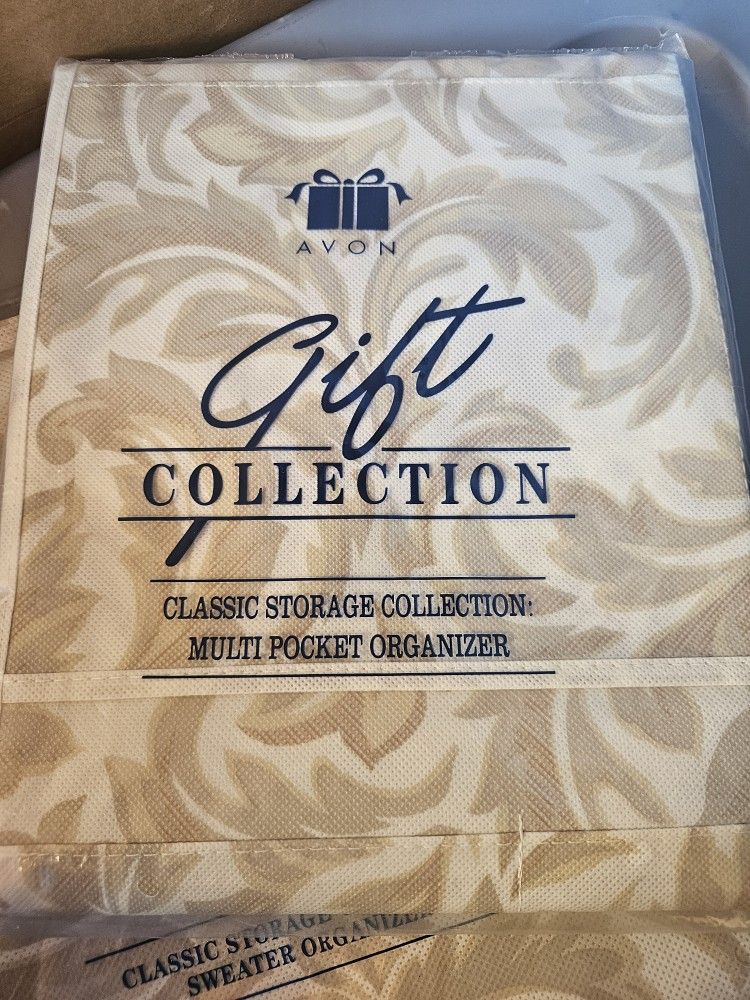 AVON
Gift
COLLECTION
CLASSIC STORAGE COLLECTION:
MULTI POCKET ORGANIZER
CLASSIC STORAGE
SWEATER ORGANIZER